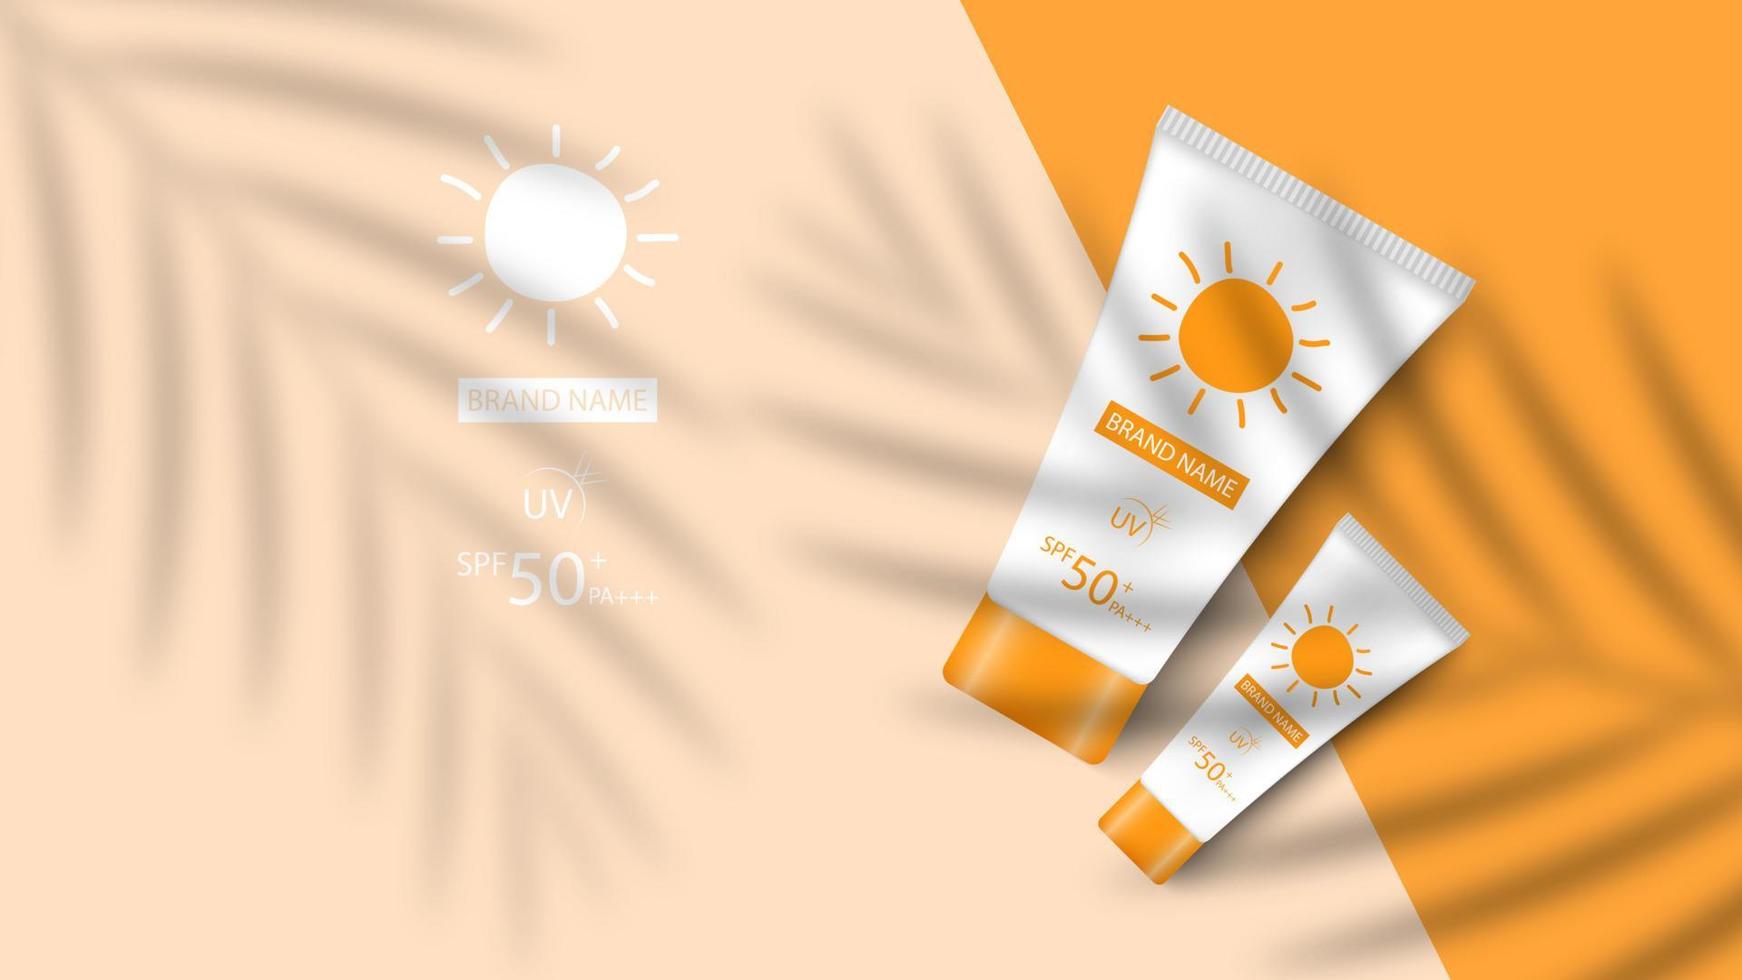 BRAND NAME
UV
SPF 50+
PA+++
BRAND NAME
UV
SPF 50+
PA+++
BRAND NAME
UV
SPF 50+
PA+++